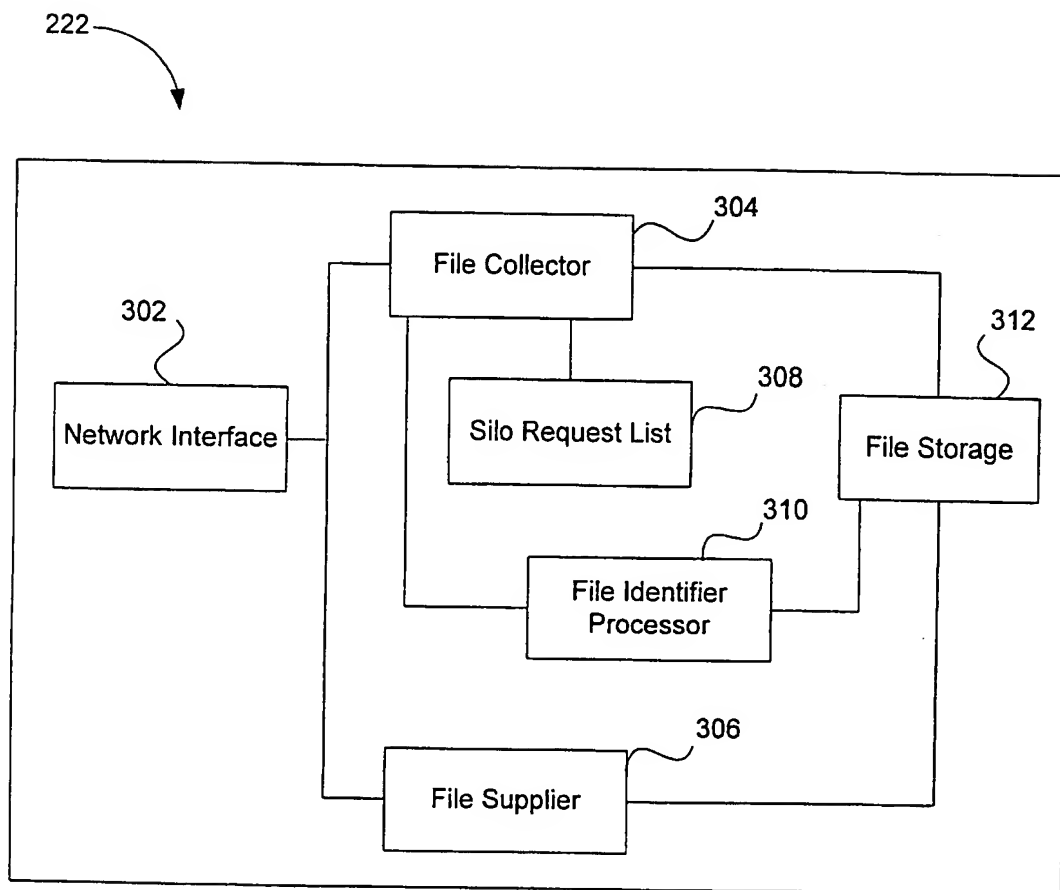 222
304
File Collector
302
312
Network Interface
308
Silo Request List
File Storage
310
File Identifier
Processor
306
File Supplier